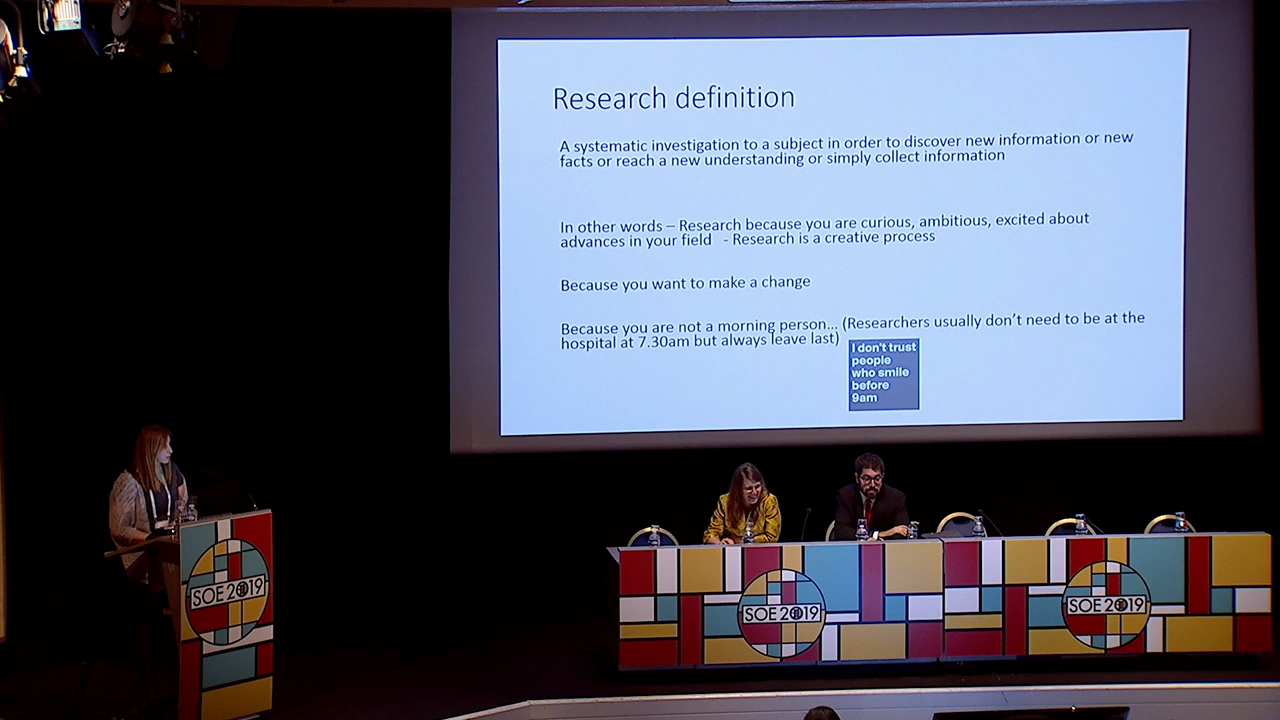 Research definition
A systematic investigation to a subject in order to discover new information or new
facts or reach a new understanding or simply collect information
In other words – Research because you are curious, ambitious, excited about
advances in your field - Research is a creative process
Because you want to make a change
Because you are not a morning person... (Researchers usually don't need to be at the
hospital at 7.30am but always leave last)
I don't trust
people
who smile
before
9am
SOE 2019
SOE 2019
SOE 2019